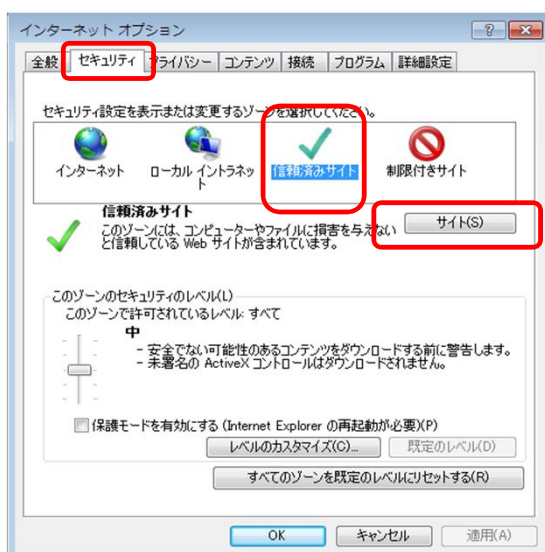 インターネット オプション
全般 セキュリティ プライバシー コンテンツ 接続 プログラム 詳細設定
セキュリティ設定を表示または変更するゾーンを選択してください。
インターネット ローカル イントラネット 信頼済みサイト 制限付きサイト
信頼済みサイト
このゾーンには、コンピューターやファイルに損害を与えない
と信頼している Web サイトが含まれています。
サイト(S)
このゾーンのセキュリティのレベル(L)
このゾーンで許可されているレベル: すべて
中
- 安全でない可能性のあるコンテンツをダウンロードする前に警告します。
- 未署名の ActiveX コントロールはダウンロードされません。
保護モードを有効にする (Internet Explorer の再起動が必要)(P)
レベルのカスタマイズ(C)... 既定のレベル(D)
すべてのゾーンを既定のレベルにリセットする(R)
OK キャンセル 適用(A)